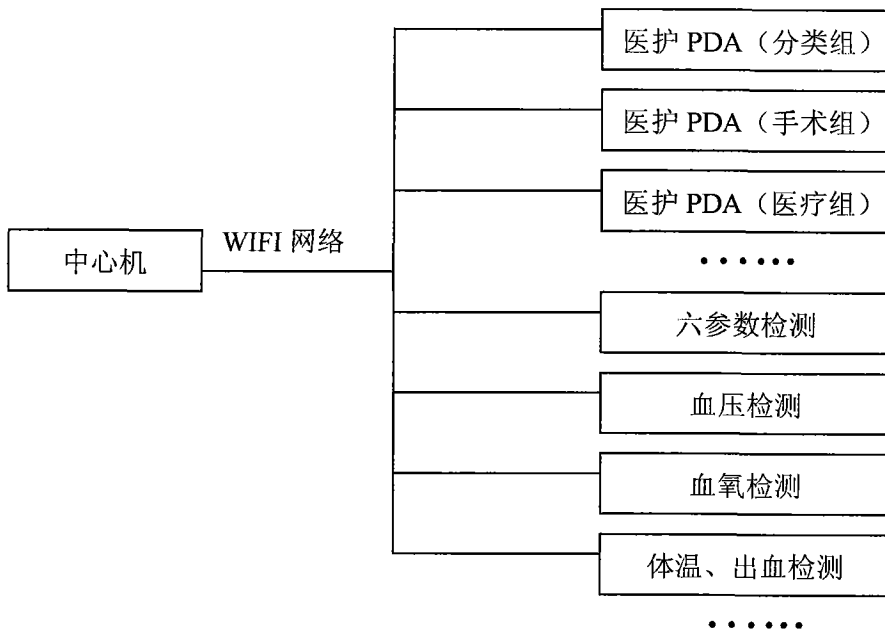 医护 PDA（分类组）
医护 PDA（手术组）
医护 PDA（医疗组）
WIFI 网络
中心机
••••••
六参数检测
血压检测
血氧检测
体温、出血检测
••••••